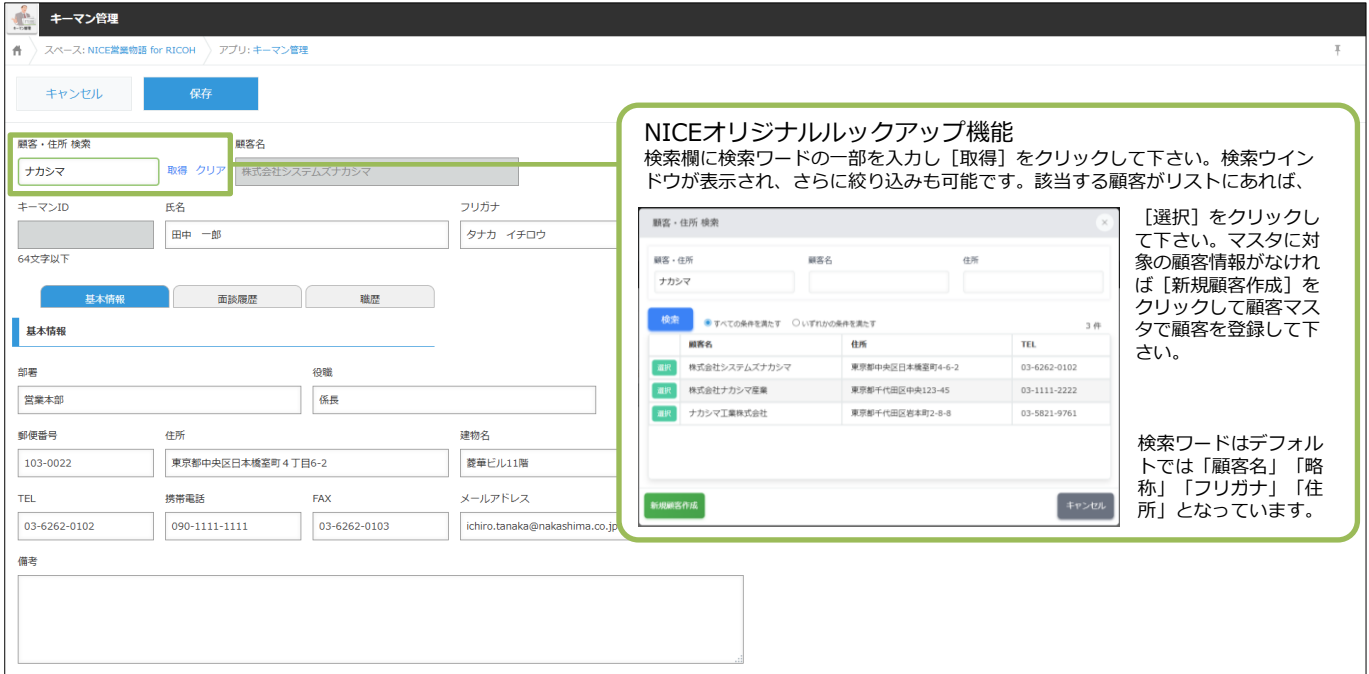 キーマン管理
スペース: NICE営業物語 for RICOH
アプリ: キーマン管理
キャンセル
保存
顧客・住所 検索
顧客名
ナカシマ
取得 クリア
株式会社システムズナカシマ
キーマンID
氏名
フリガナ
田中 一郎
タナカ イチロウ
64文字以下
基本情報
面談履歴
職歴
基本情報
部署
役職
営業本部
係長
郵便番号
住所
建物名
103-0022
東京都中央区日本橋室町4丁目6-2
菱華ビル11階
TEL
携帯電話
FAX
メールアドレス
03-6262-0102
090-1111-1111
03-6262-0103
ichiro.tanaka@nakashima.co.jp
備考
NICEオリジナルルックアップ機能
検索欄に検索ワードの一部を入力し［取得］をクリックして下さい。検索ウイン
ドウが表示され、さらに絞り込みも可能です。該当する顧客がリストにあれば、
［選択］をクリックし
て下さい。マスタに対
象の顧客情報がなけれ
ば［新規顧客作成］を
クリックして顧客マス
タで顧客を登録して下
さい。
検索ワードはデフォル
トでは「顧客名」「略
称」「フリガナ」「住
所」となっています。
顧客・住所 検索
×
顧客・住所
顧客名
住所
ナカシマ
検索
すべての条件を満たす
いずれかの条件を満たす
3 件
顧客名
住所
TEL
選択 株式会社システムズナカシマ 東京都中央区日本橋室町4-6-2 03-6262-0102
選択 株式会社ナカシマ産業 東京都千代田区中央123-45 03-1111-2222
選択 ナカシマ工業株式会社 東京都千代田区岩本町2-8-8 03-5821-9761
新規顧客作成
キャンセル